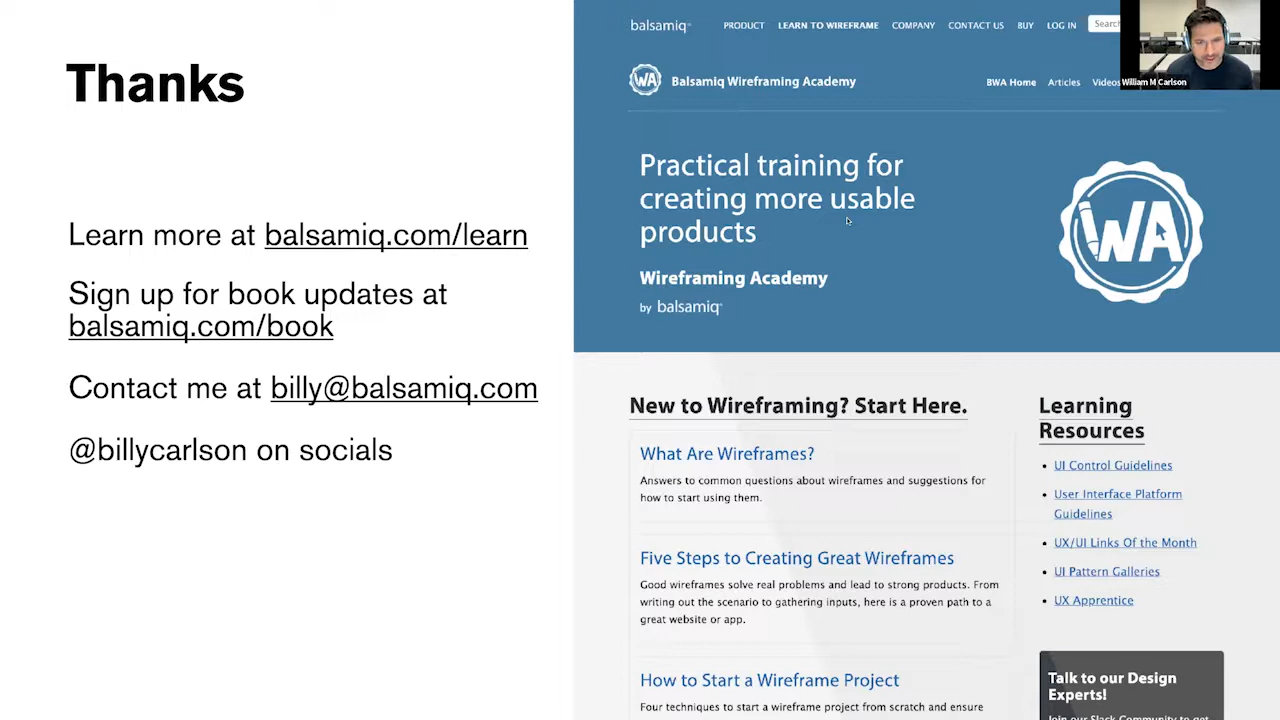 Thanks
Learn more at balsamiq.com/learn
Sign up for book updates at
balsamiq.com/book
Contact me at billy@balsamiq.com
@billycarlson on socials
balsamiq
PRODUCT LEARN TO WIREFRAME COMPANY CONTACT US BUY LOG IN Search
William M Carlson
WA Balsamiq Wireframing Academy
BWA Home Articles Videos
Practical training for
creating more usable
products
Wireframing Academy
by balsamiq
WA
New to Wireframing? Start Here.
What Are Wireframes?
Answers to common questions about wireframes and suggestions for
how to start using them.
Five Steps to Creating Great Wireframes
Good wireframes solve real problems and lead to strong products. From
writing out the scenario to gathering inputs, here is a proven path to a
great website or app.
How to Start a Wireframe Project
Four techniques to start a wireframe project from scratch and ensure
Learning
Resources
UI Control Guidelines
User Interface Platform
Guidelines
UX/UI Links Of the Month
UI Pattern Galleries
UX Apprentice
Talk to our Design
Experts!
Join our Slack Community to get